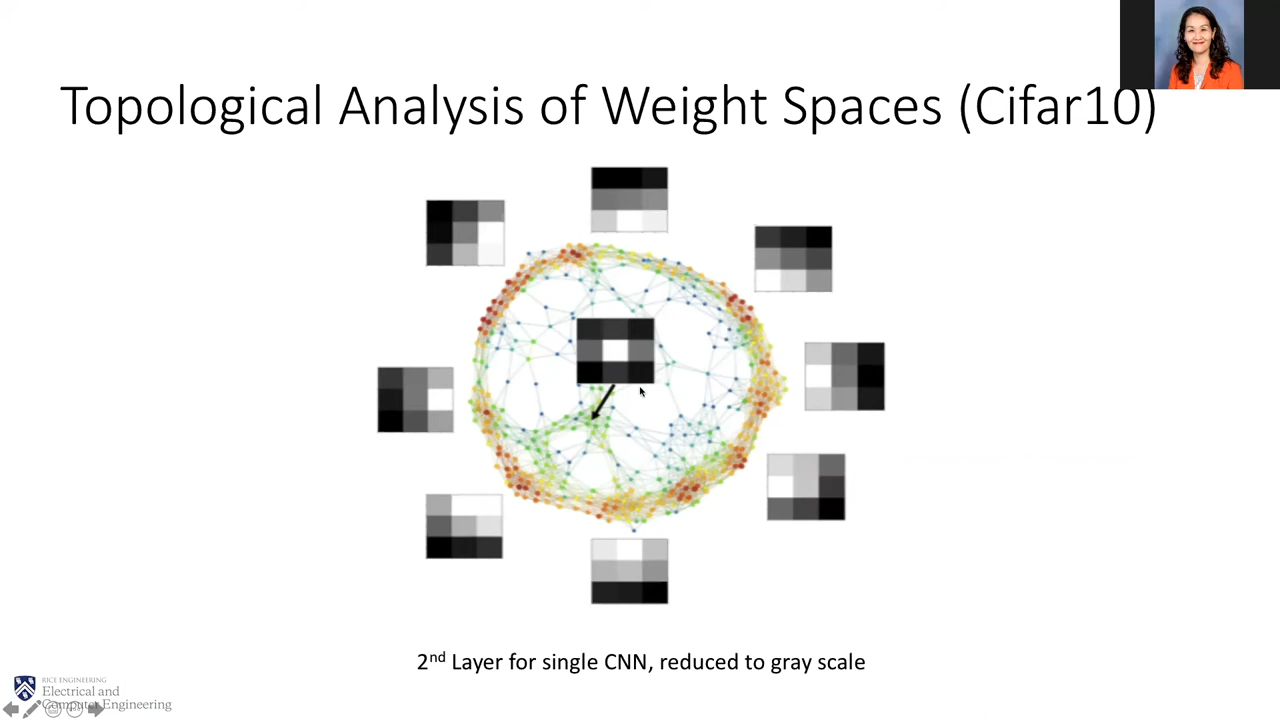 Topological Analysis of Weight Spaces (Cifar10)
2nd Layer for single CNN, reduced to gray scale
RICE ENGINEERING
Electrical and
Computer Engineering